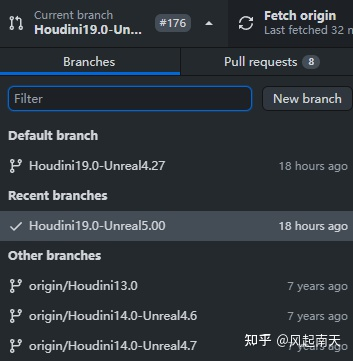 Current branch
Houdini19.0-Un...
#176
Fetch origin
Last fetched 32 m
Branches
Pull requests 8
Filter
New branch
Default branch
Houdini19.0-Unreal4.27 18 hours ago
Recent branches
Houdini19.0-Unreal5.00 18 hours ago
Other branches
origin/Houdini13.0 7 years ago
origin/Houdini14.0-Unreal4.6 7 years ago
origin/Houdini14.0-Unreal4.7 7 years ago
知乎 @风起南天